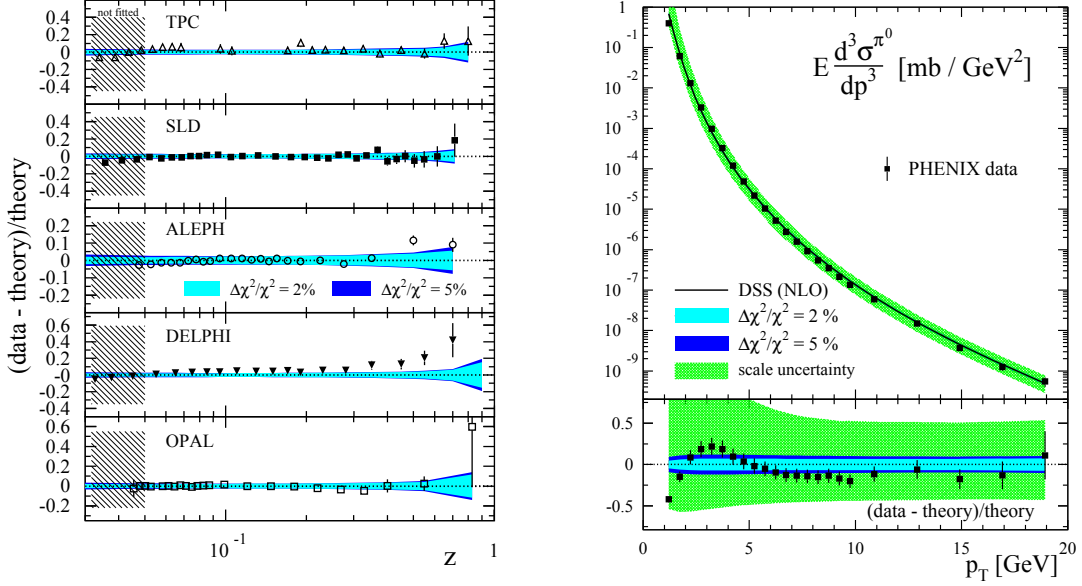 (data - theory)/theory
not fitted
TPC
0.4
0.2
0
-0.2
-0.4
SLD
0.4
0.2
0
-0.2
-0.4
ALEPH
0.2
0.1
0
-0.1
-0.2
Δχ²/χ² = 2%
Δχ²/χ² = 5%
DELPHI
0.6
0.4
0.2
-0
-0.2
OPAL
0.6
0.4
0.2
0
-0.2
10⁻¹
z
1
E d³σ^π⁰/dp³ [mb / GeV²]
PHENIX data
1
10⁻¹
10⁻²
10⁻³
10⁻⁴
10⁻⁵
10⁻⁶
10⁻⁷
10⁻⁸
10⁻⁹
DSS (NLO)
Δχ²/χ² = 2 %
Δχ²/χ² = 5 %
scale uncertainty
0.5
0
-0.5
(data - theory)/theory
0 5 10 15 20
p_T [GeV]